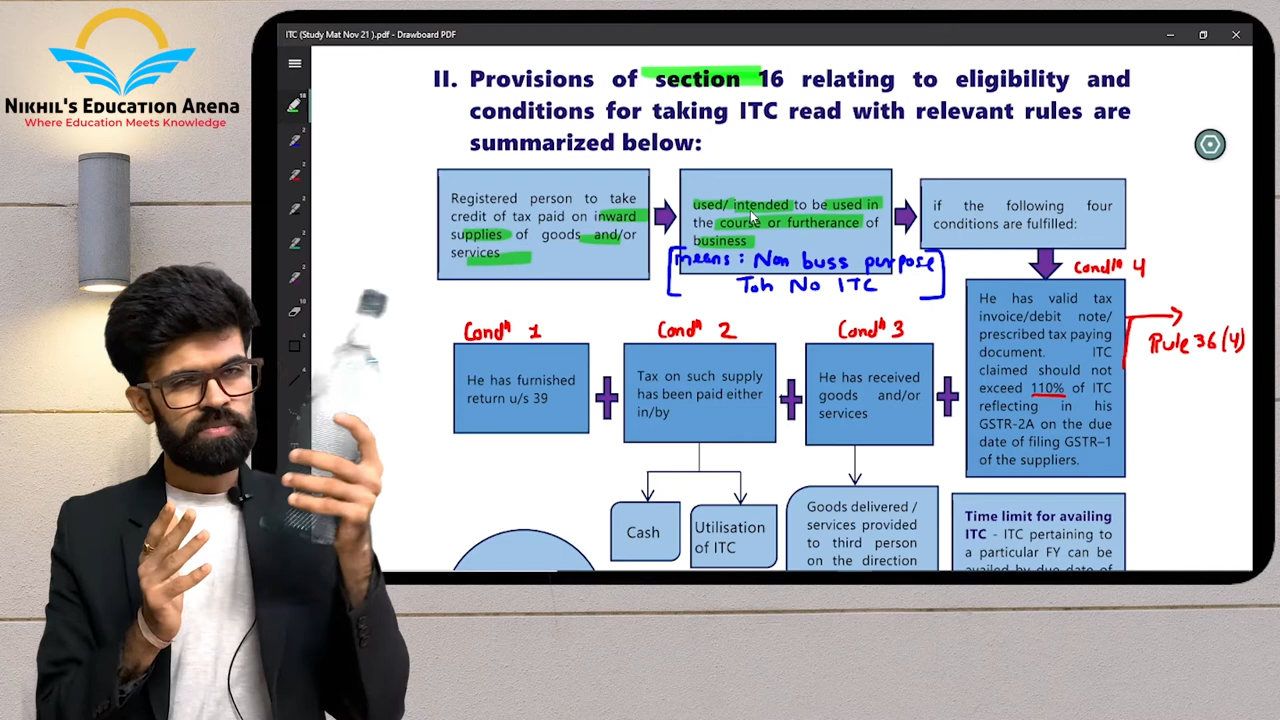 NIKHIL'S EDUCATION ARENA
Where Education Meets Knowledge
ITC (Study Mat Nov 21 ).pdf - Drawboard PDF
II. Provisions of section 16 relating to eligibility and
conditions for taking ITC read with relevant rules are
summarized below:
Registered person to take
credit of tax paid on inward
supplies of goods and/or
services
used/ intended to be used in
the course or furtherance of
business
means : Non buss purpose
Toh No ITC
if the following four
conditions are fulfilled:
Condⁿ 1
He has furnished
return u/s 39
Condⁿ 2
Tax on such supply
has been paid either
in/by
Cash
Utilisation
of ITC
Condⁿ 3
He has received
goods and/or
services
Goods delivered /
services provided
to third person
on the direction
Condⁿ 4
He has valid tax
invoice/debit note/
prescribed tax paying
document. ITC
claimed should not
exceed 110% of ITC
reflecting in his
GSTR-2A on the due
date of filing GSTR–1
of the suppliers.
Rule 36(4)
Time limit for availing
ITC - ITC pertaining to
a particular FY can be
availed by due date of